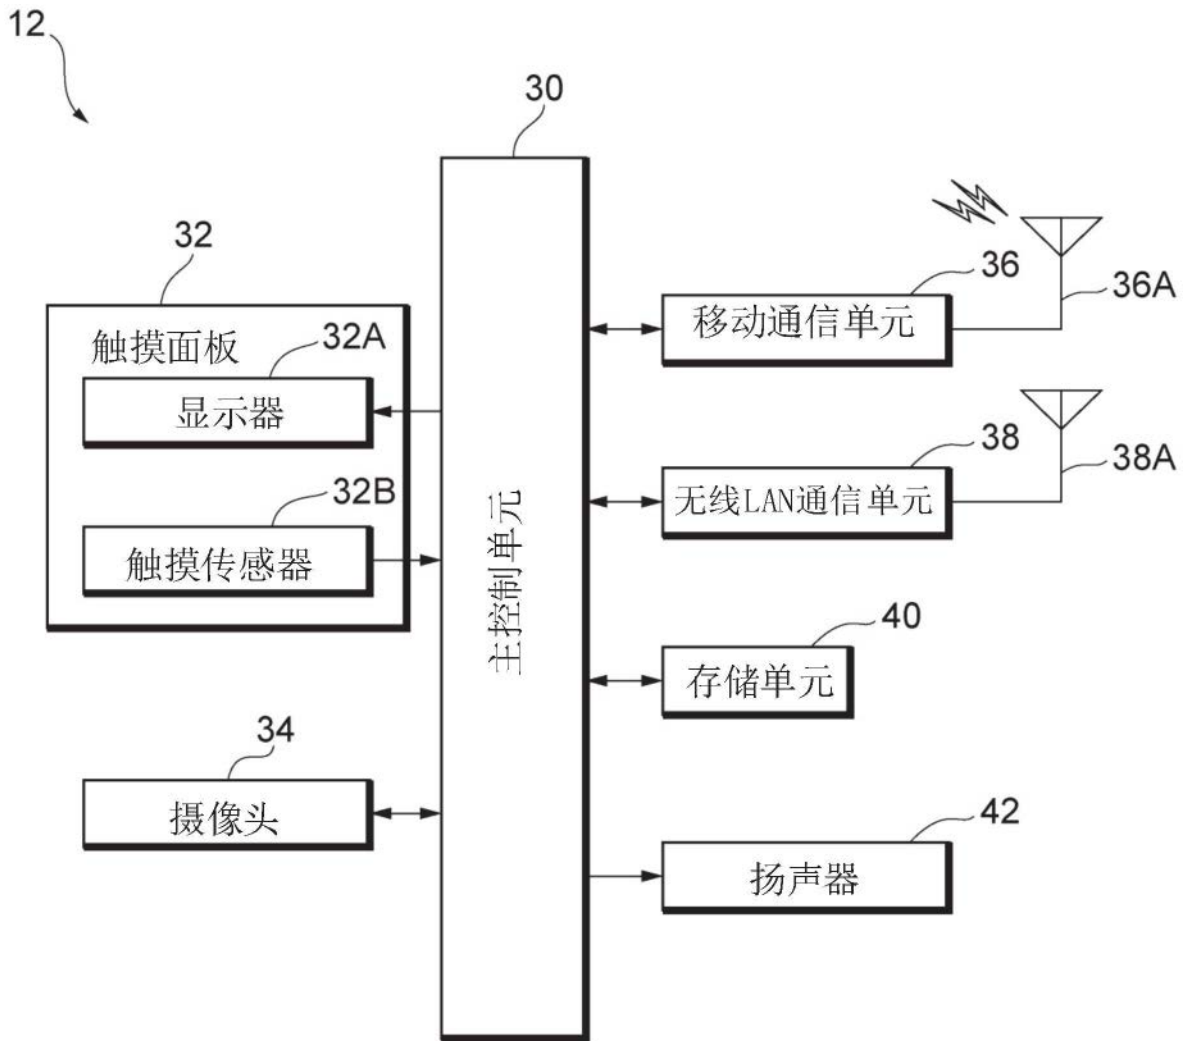 12
30
32
触摸面板
32A
显示器
32B
触摸传感器
34
摄像头
主控制单元
36
36A
移动通信单元
38
38A
无线LAN通信单元
40
存储单元
42
扬声器